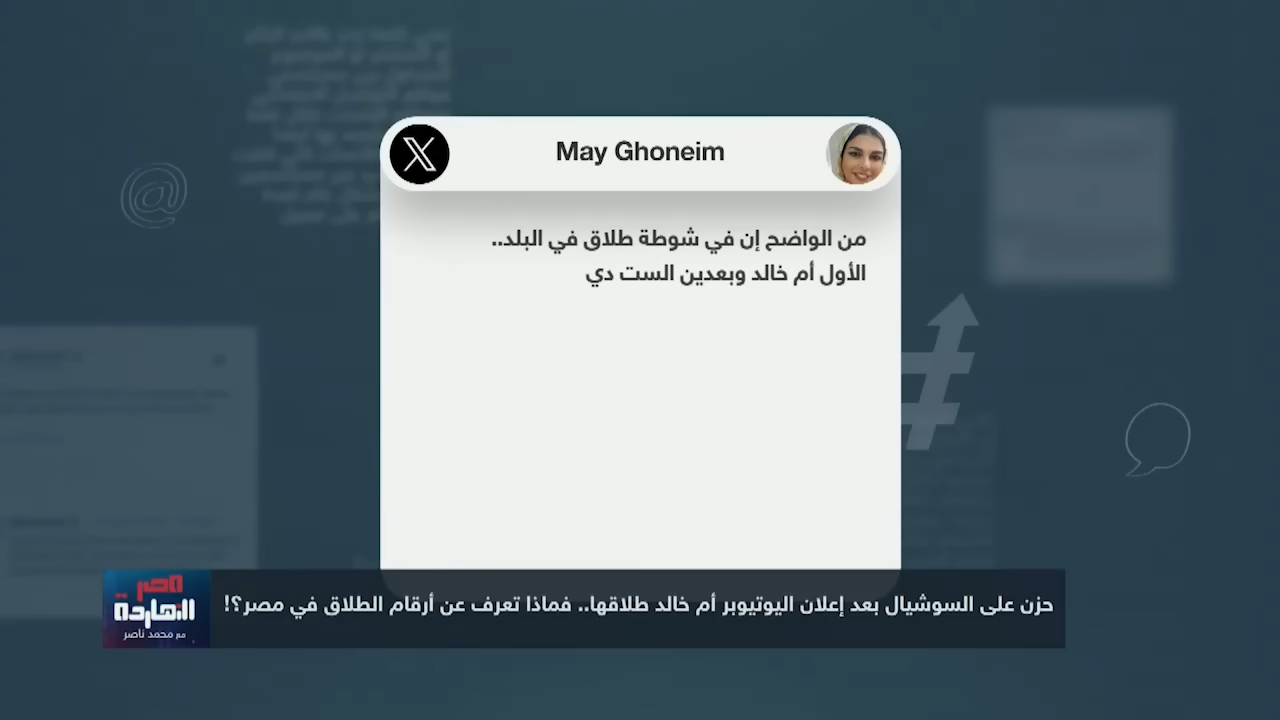 May Ghoneim
من الواضح إن في شوطة طلاق في البلد..
الأول أم خالد وبعدين الست دي
حزن على السوشيال بعد إعلان اليوتيوبر أم خالد طلاقها.. فماذا تعرف عن أرقام الطلاق في مصر؟!
مصر
النهاردة
مع محمد ناصر